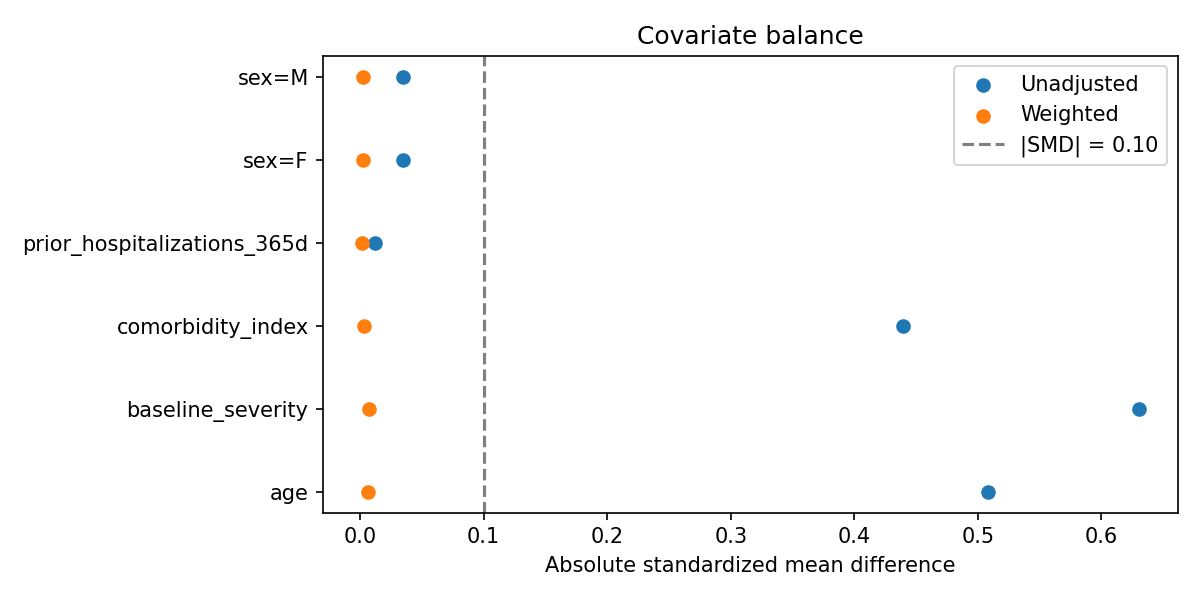 Covariate balance
sex=M
sex=F
prior_hospitalizations_365d
comorbidity_index
baseline_severity
age
Unadjusted
Weighted
|SMD| = 0.10
0.0 0.1 0.2 0.3 0.4 0.5 0.6
Absolute standardized mean difference